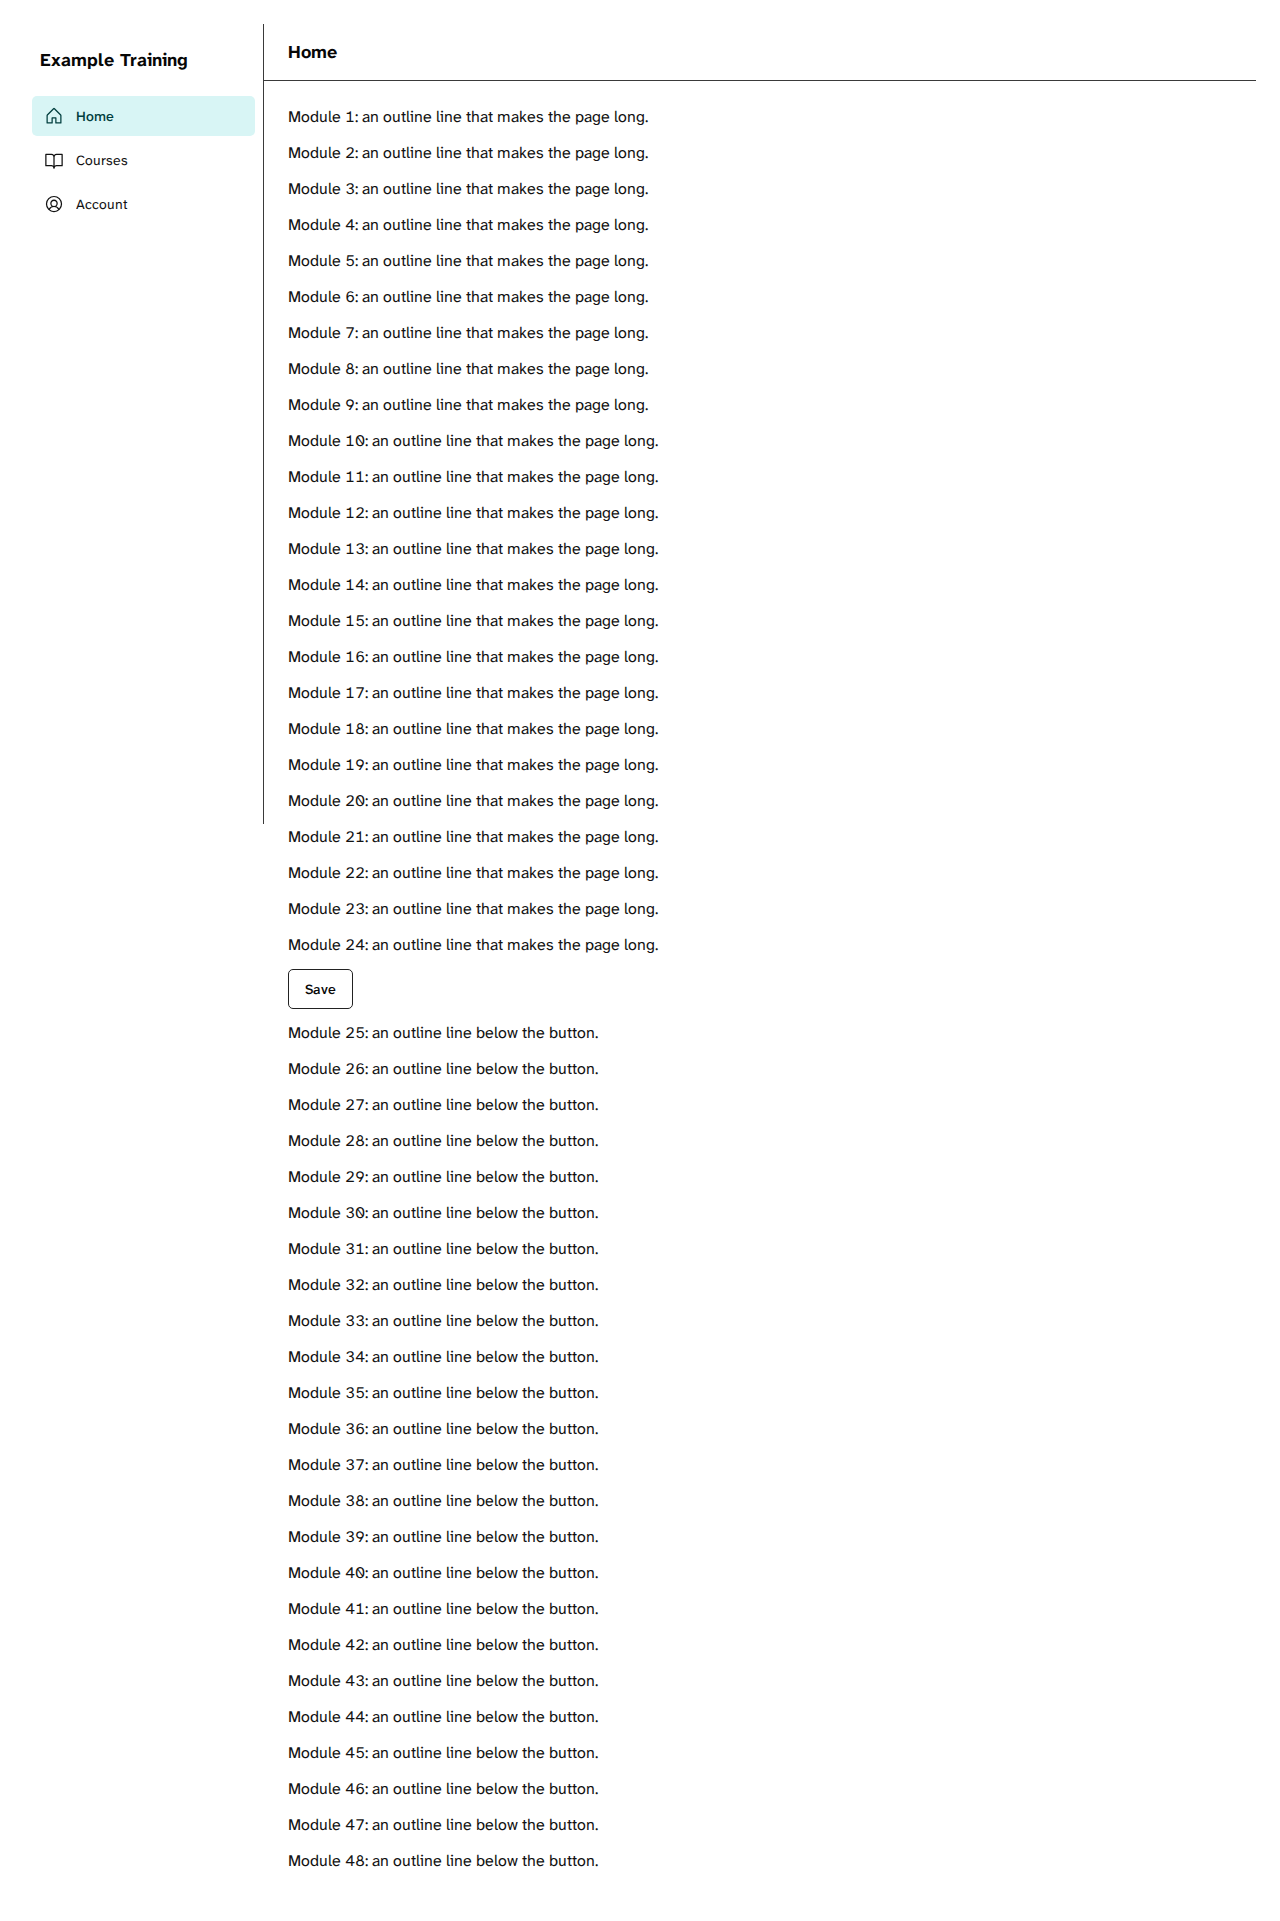 Example Training
Home
Courses
Account
Home
Module 1: an outline line that makes the page long.
Module 2: an outline line that makes the page long.
Module 3: an outline line that makes the page long.
Module 4: an outline line that makes the page long.
Module 5: an outline line that makes the page long.
Module 6: an outline line that makes the page long.
Module 7: an outline line that makes the page long.
Module 8: an outline line that makes the page long.
Module 9: an outline line that makes the page long.
Module 10: an outline line that makes the page long.
Module 11: an outline line that makes the page long.
Module 12: an outline line that makes the page long.
Module 13: an outline line that makes the page long.
Module 14: an outline line that makes the page long.
Module 15: an outline line that makes the page long.
Module 16: an outline line that makes the page long.
Module 17: an outline line that makes the page long.
Module 18: an outline line that makes the page long.
Module 19: an outline line that makes the page long.
Module 20: an outline line that makes the page long.
Module 21: an outline line that makes the page long.
Module 22: an outline line that makes the page long.
Module 23: an outline line that makes the page long.
Module 24: an outline line that makes the page long.
Save
Module 25: an outline line below the button.
Module 26: an outline line below the button.
Module 27: an outline line below the button.
Module 28: an outline line below the button.
Module 29: an outline line below the button.
Module 30: an outline line below the button.
Module 31: an outline line below the button.
Module 32: an outline line below the button.
Module 33: an outline line below the button.
Module 34: an outline line below the button.
Module 35: an outline line below the button.
Module 36: an outline line below the button.
Module 37: an outline line below the button.
Module 38: an outline line below the button.
Module 39: an outline line below the button.
Module 40: an outline line below the button.
Module 41: an outline line below the button.
Module 42: an outline line below the button.
Module 43: an outline line below the button.
Module 44: an outline line below the button.
Module 45: an outline line below the button.
Module 46: an outline line below the button.
Module 47: an outline line below the button.
Module 48: an outline line below the button.